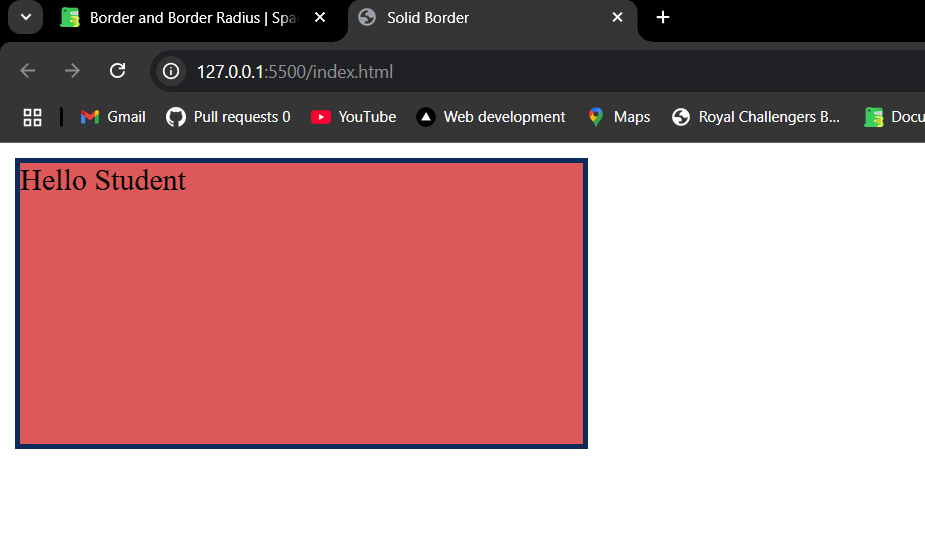 Border and Border Radius | Spa
Solid Border
127.0.0.1:5500/index.html
Gmail
Pull requests 0
YouTube
Web development
Maps
Royal Challengers B...
Docu
Hello Student